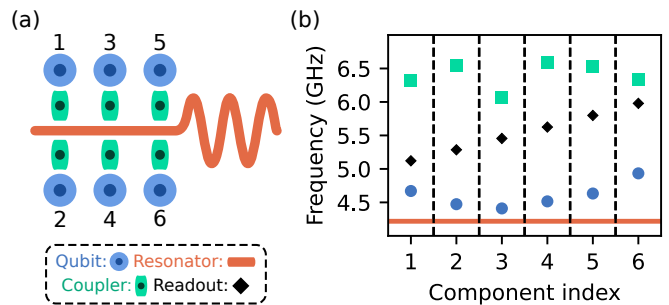 (a)
1 3 5
2 4 6
Qubit: Resonator:
Coupler: Readout:
(b)
Frequency (GHz)
6.5
6.0
5.5
5.0
4.5
1 2 3 4 5 6
Component index